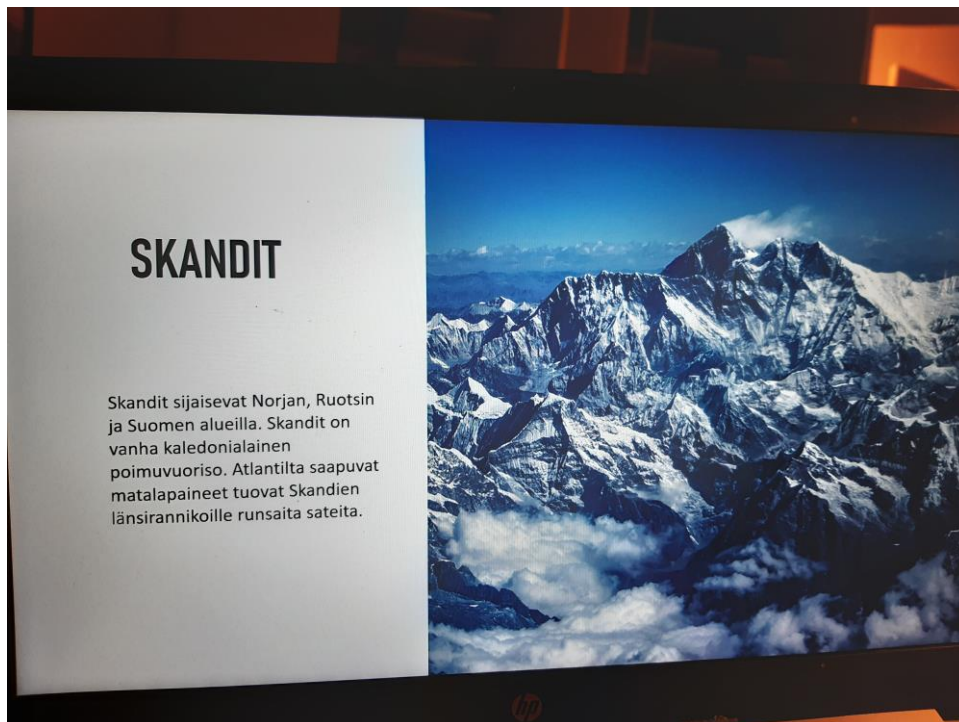 SKANDIT
Skandit sijaisevat Norjan, Ruotsin
ja Suomen alueilla. Skandit on
vanha kaledonialainen
poimuvuoriso. Atlantilta saapuvat
matalapaineet tuovat Skandien
länsirannikoille runsaita sateita.
hp